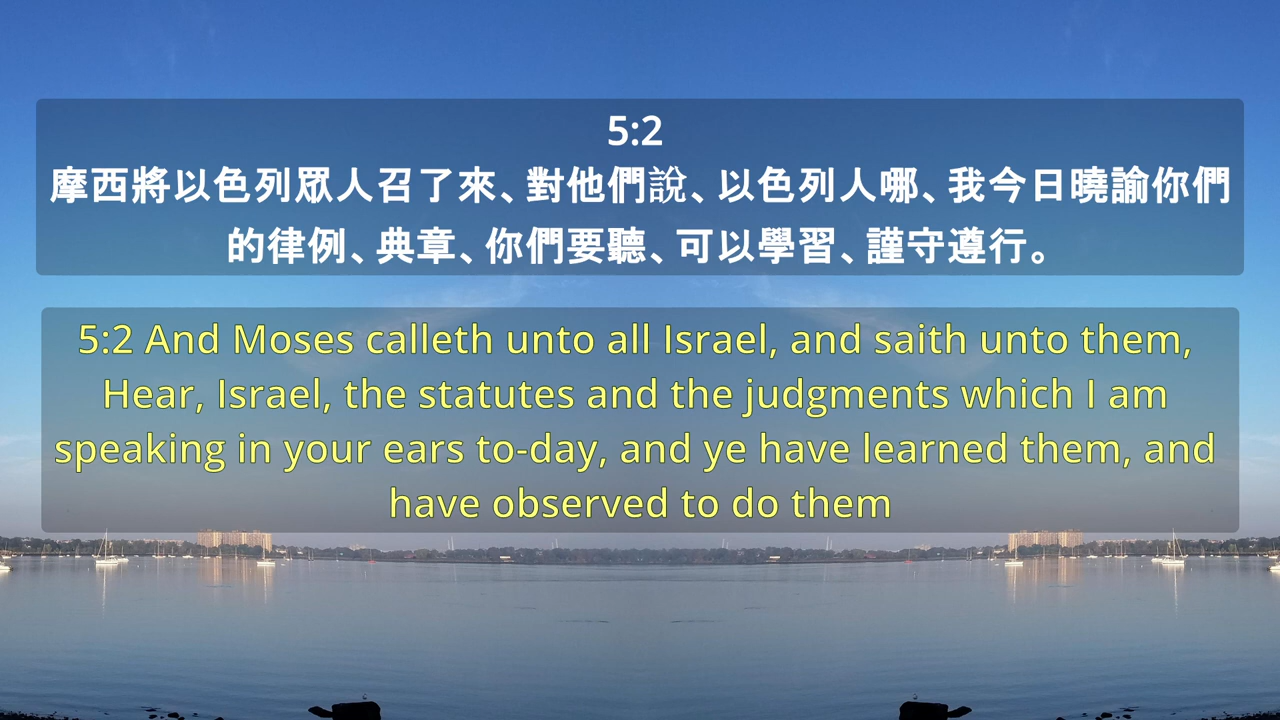 5:2
摩西將以色列眾人召了來、對他們說、以色列人哪、我今日曉諭你們
的律例、典章、你們要聽、可以學習、謹守遵行。
5:2 And Moses calleth unto all Israel, and saith unto them,
Hear, Israel, the statutes and the judgments which I am
speaking in your ears to-day, and ye have learned them, and
have observed to do them